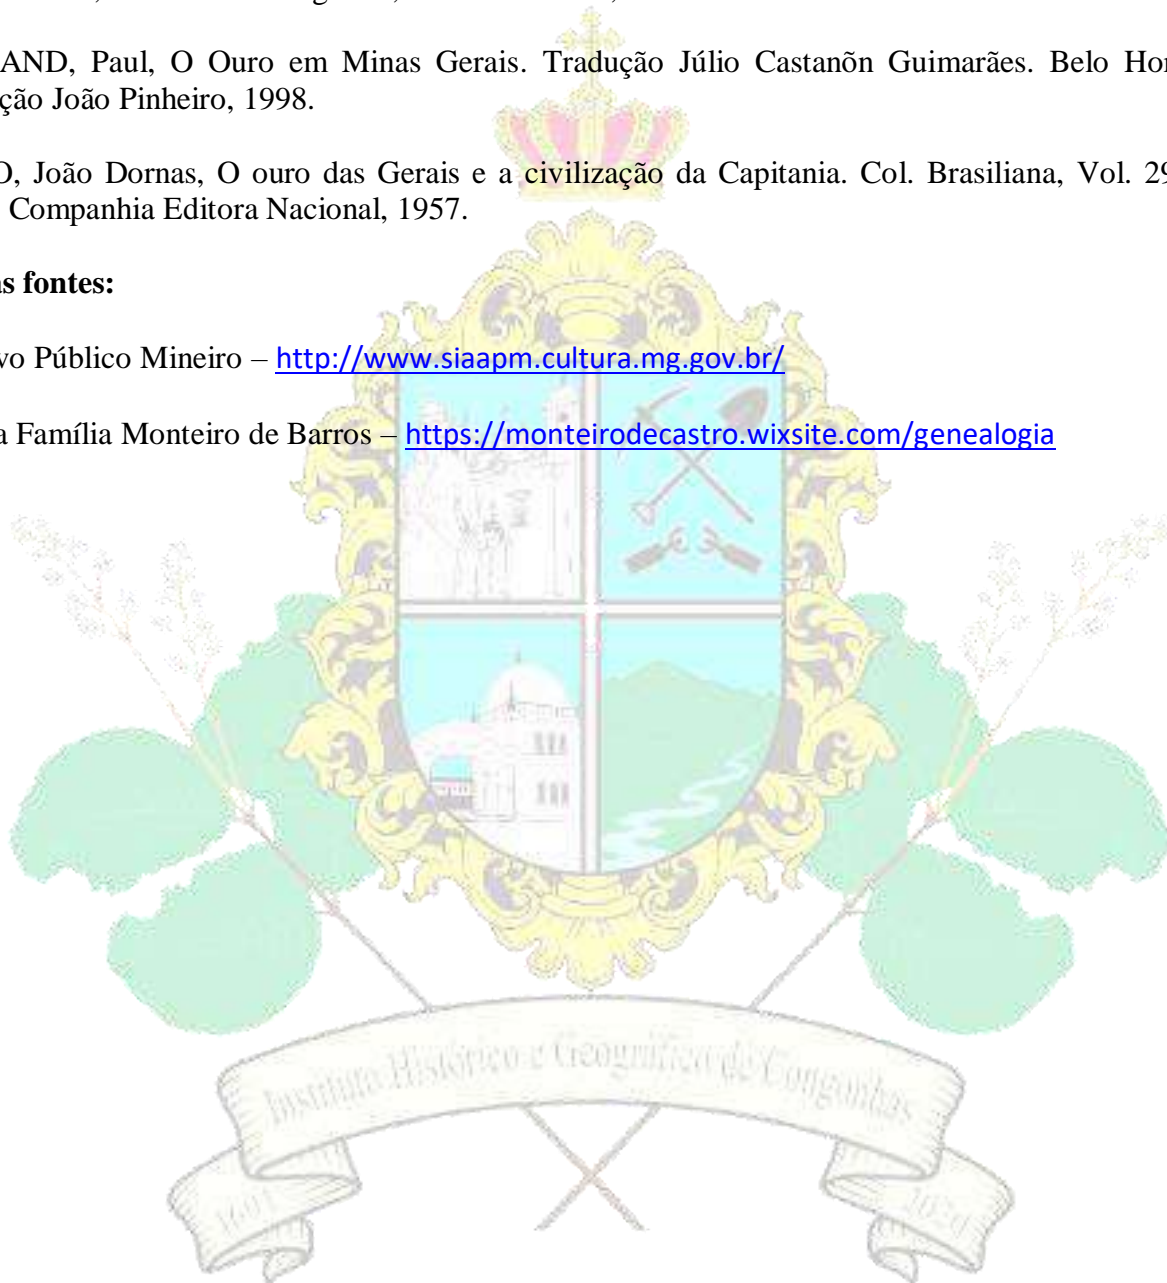 AND, Paul, O Ouro em Minas Gerais. Tradução Júlio Castanõn Guimarães. Belo Hor
ção João Pinheiro, 1998.
O, João Dornas, O ouro das Gerais e a civilização da Capitania. Col. Brasiliana, Vol. 29
Companhia Editora Nacional, 1957.
s fontes:
vo Público Mineiro – http://www.siaapm.cultura.mg.gov.br/
a Família Monteiro de Barros – https://monteirodecastro.wixsite.com/genealogia
Instituto Histórico e Geográfico de Congonhas